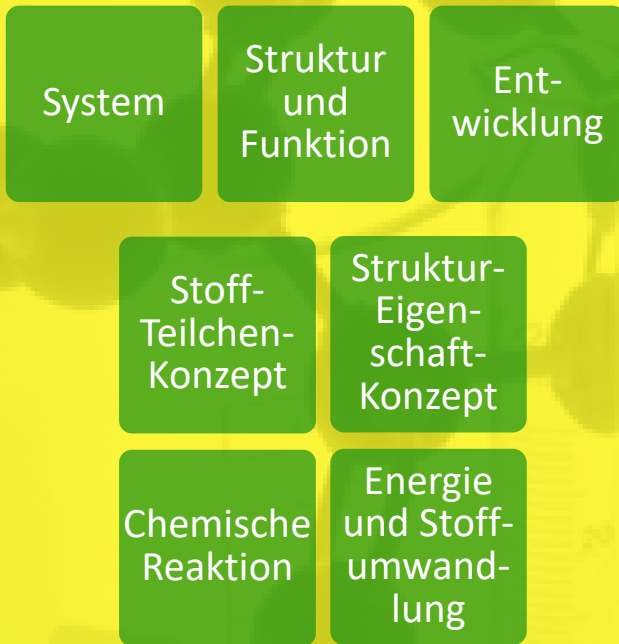 System
Struktur
und
Funktion
Ent-
wicklung
Stoff-
Teilchen-
Konzept
Struktur-
Eigen-
schaft-
Konzept
Chemische
Reaktion
Energie
und Stoff-
umwand-
lung